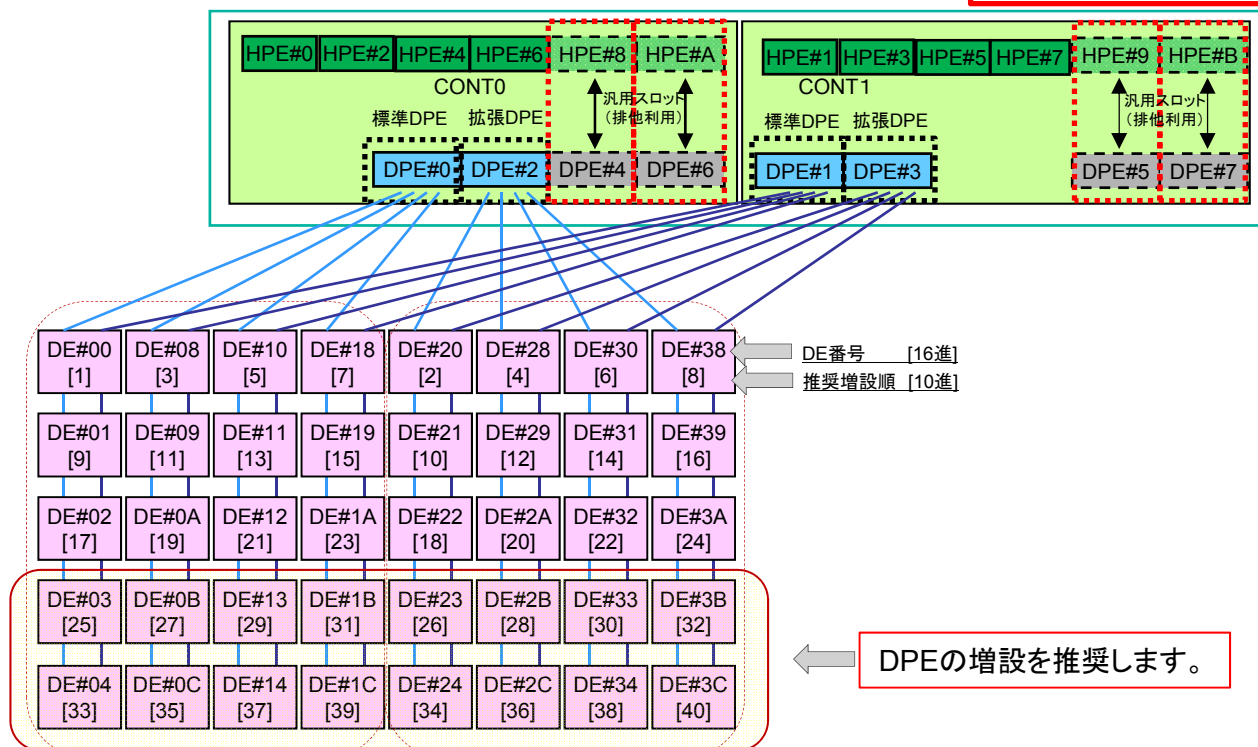 HPE#0 HPE#2 HPE#4 HPE#6 HPE#8 HPE#A
HPE#1 HPE#3 HPE#5 HPE#7 HPE#9 HPE#B
CONT0
CONT1
汎用スロット
(排他利用)
汎用スロット
(排他利用)
標準DPE 拡張DPE
標準DPE 拡張DPE
DPE#0 DPE#2 DPE#4 DPE#6
DPE#1 DPE#3 DPE#5 DPE#7
DE#00 DE#08 DE#10 DE#18 DE#20 DE#28 DE#30 DE#38
[1] [3] [5] [7] [2] [4] [6] [8]
DE番号 [16進]
推奨増設順 [10進]
DE#01 DE#09 DE#11 DE#19 DE#21 DE#29 DE#31 DE#39
[9] [11] [13] [15] [10] [12] [14] [16]
DE#02 DE#0A DE#12 DE#1A DE#22 DE#2A DE#32 DE#3A
[17] [19] [21] [23] [18] [20] [22] [24]
DE#03 DE#0B DE#13 DE#1B DE#23 DE#2B DE#33 DE#3B
[25] [27] [29] [31] [26] [28] [30] [32]
DE#04 DE#0C DE#14 DE#1C DE#24 DE#2C DE#34 DE#3C
[33] [35] [37] [39] [34] [36] [38] [40]
DPEの増設を推奨します。